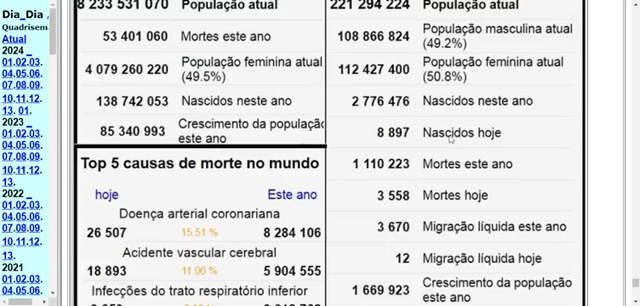 Dia_Dia
Quadrisem
Atual
2024 _
01,02,03,
04,05,06,
07,08,09,
10,11,12,
13. 01.
2023 _
01,02,03,
04,05,06,
07,08,09,
10,11,12,
13.
2022 _
01,02,03,
04,05,06,
07,08,09,
10,11,12,
13.
2021
01,02,03,
04,05,06,
8 233 531 070 População atual
53 401 060 Mortes este ano
4 079 260 220 População feminina atual
(49.5%)
138 742 053 Nascidos neste ano
85 340 993 Crescimento da população
este ano
Top 5 causas de morte no mundo
hoje Este ano
Doença arterial coronariana
26 507 15.51 % 8 284 106
Acidente vascular cerebral
18 893 11.06 % 5 904 555
Infecções do trato respiratório inferior
221 294 224 População atual
108 866 824 População masculina atual
(49.2%)
112 427 400 População feminina atual
(50.8%)
2 776 476 Nascidos neste ano
8 897 Nascidos hoje
1 110 223 Mortes este ano
3 558 Mortes hoje
3 670 Migração líquida este ano
12 Migração líquida hoje
1 669 923 Crescimento da população
este ano